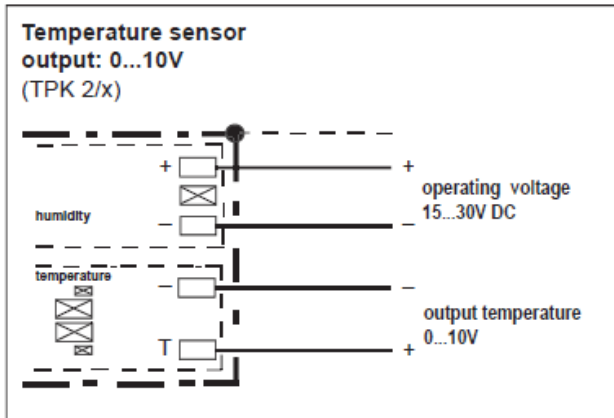 Temperature sensor
output: 0...10V
(TPK 2/x)
+ +
operating voltage
15...30V DC
humidity
– –
temperature
– –
output temperature
0...10V
T +